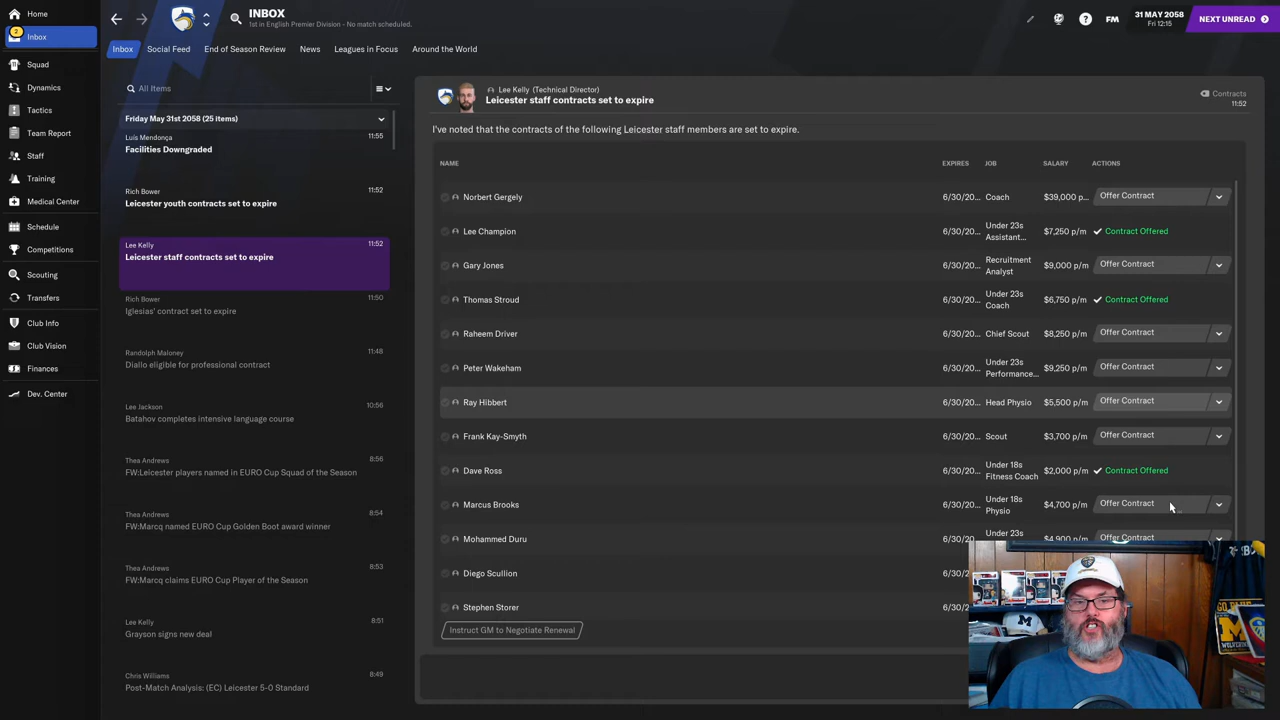 Home
2
Inbox
Squad
Dynamics
Tactics
Team Report
Staff
Training
Medical Center
Schedule
Competitions
Scouting
Transfers
Club Info
Club Vision
Finances
Dev. Center
INBOX
1st in English Premier Division - No match scheduled.
?
FM
31 MAY 2058
Fri 12:15
NEXT UNREAD
Inbox
Social Feed
End of Season Review
News
Leagues in Focus
Around the World
All Items
Friday May 31st 2058 (25 items)
Luís Mendonça 11:55
Facilities Downgraded
Rich Bower 11:52
Leicester youth contracts set to expire
Lee Kelly 11:52
Leicester staff contracts set to expire
Rich Bower 11:50
Iglesias' contract set to expire
Randolph Maloney 11:48
Diallo eligible for professional contract
Lee Jackson 10:56
Batahov completes intensive language course
Thea Andrews 8:56
FW:Leicester players named in EURO Cup Squad of the Season
Thea Andrews 8:54
FW:Marcq named EURO Cup Golden Boot award winner
Thea Andrews 8:53
FW:Marcq claims EURO Cup Player of the Season
Lee Kelly 8:51
Grayson signs new deal
Chris Williams 8:49
Post-Match Analysis: (EC) Leicester 5-0 Standard
Lee Kelly (Technical Director)
Leicester staff contracts set to expire
Contracts
11:52
I've noted that the contracts of the following Leicester staff members are set to expire.
NAME EXPIRES JOB SALARY ACTIONS
Norbert Gergely 6/30/20... Coach $39,000 p... Offer Contract
Lee Champion 6/30/20... Under 23s Assistant... $7,250 p/m Contract Offered
Gary Jones 6/30/20... Recruitment Analyst $9,000 p/m Offer Contract
Thomas Stroud 6/30/20... Under 23s Coach $6,750 p/m Contract Offered
Raheem Driver 6/30/20... Chief Scout $8,250 p/m Offer Contract
Peter Wakeham 6/30/20... Under 23s Performance... $9,250 p/m Offer Contract
Ray Hibbert 6/30/20... Head Physio $5,500 p/m Offer Contract
Frank Kay-Smyth 6/30/20... Scout $3,700 p/m Offer Contract
Dave Ross 6/30/20... Under 18s Fitness Coach $2,000 p/m Contract Offered
Marcus Brooks 6/30/20... Under 18s Physio $4,700 p/m Offer Contract
Mohammed Duru 6/30/20... Under 23s $4,900 p/m Offer Contract
Diego Scullion 6/30/2
Stephen Storer 6/30/2
Instruct GM to Negotiate Renewal
M
M